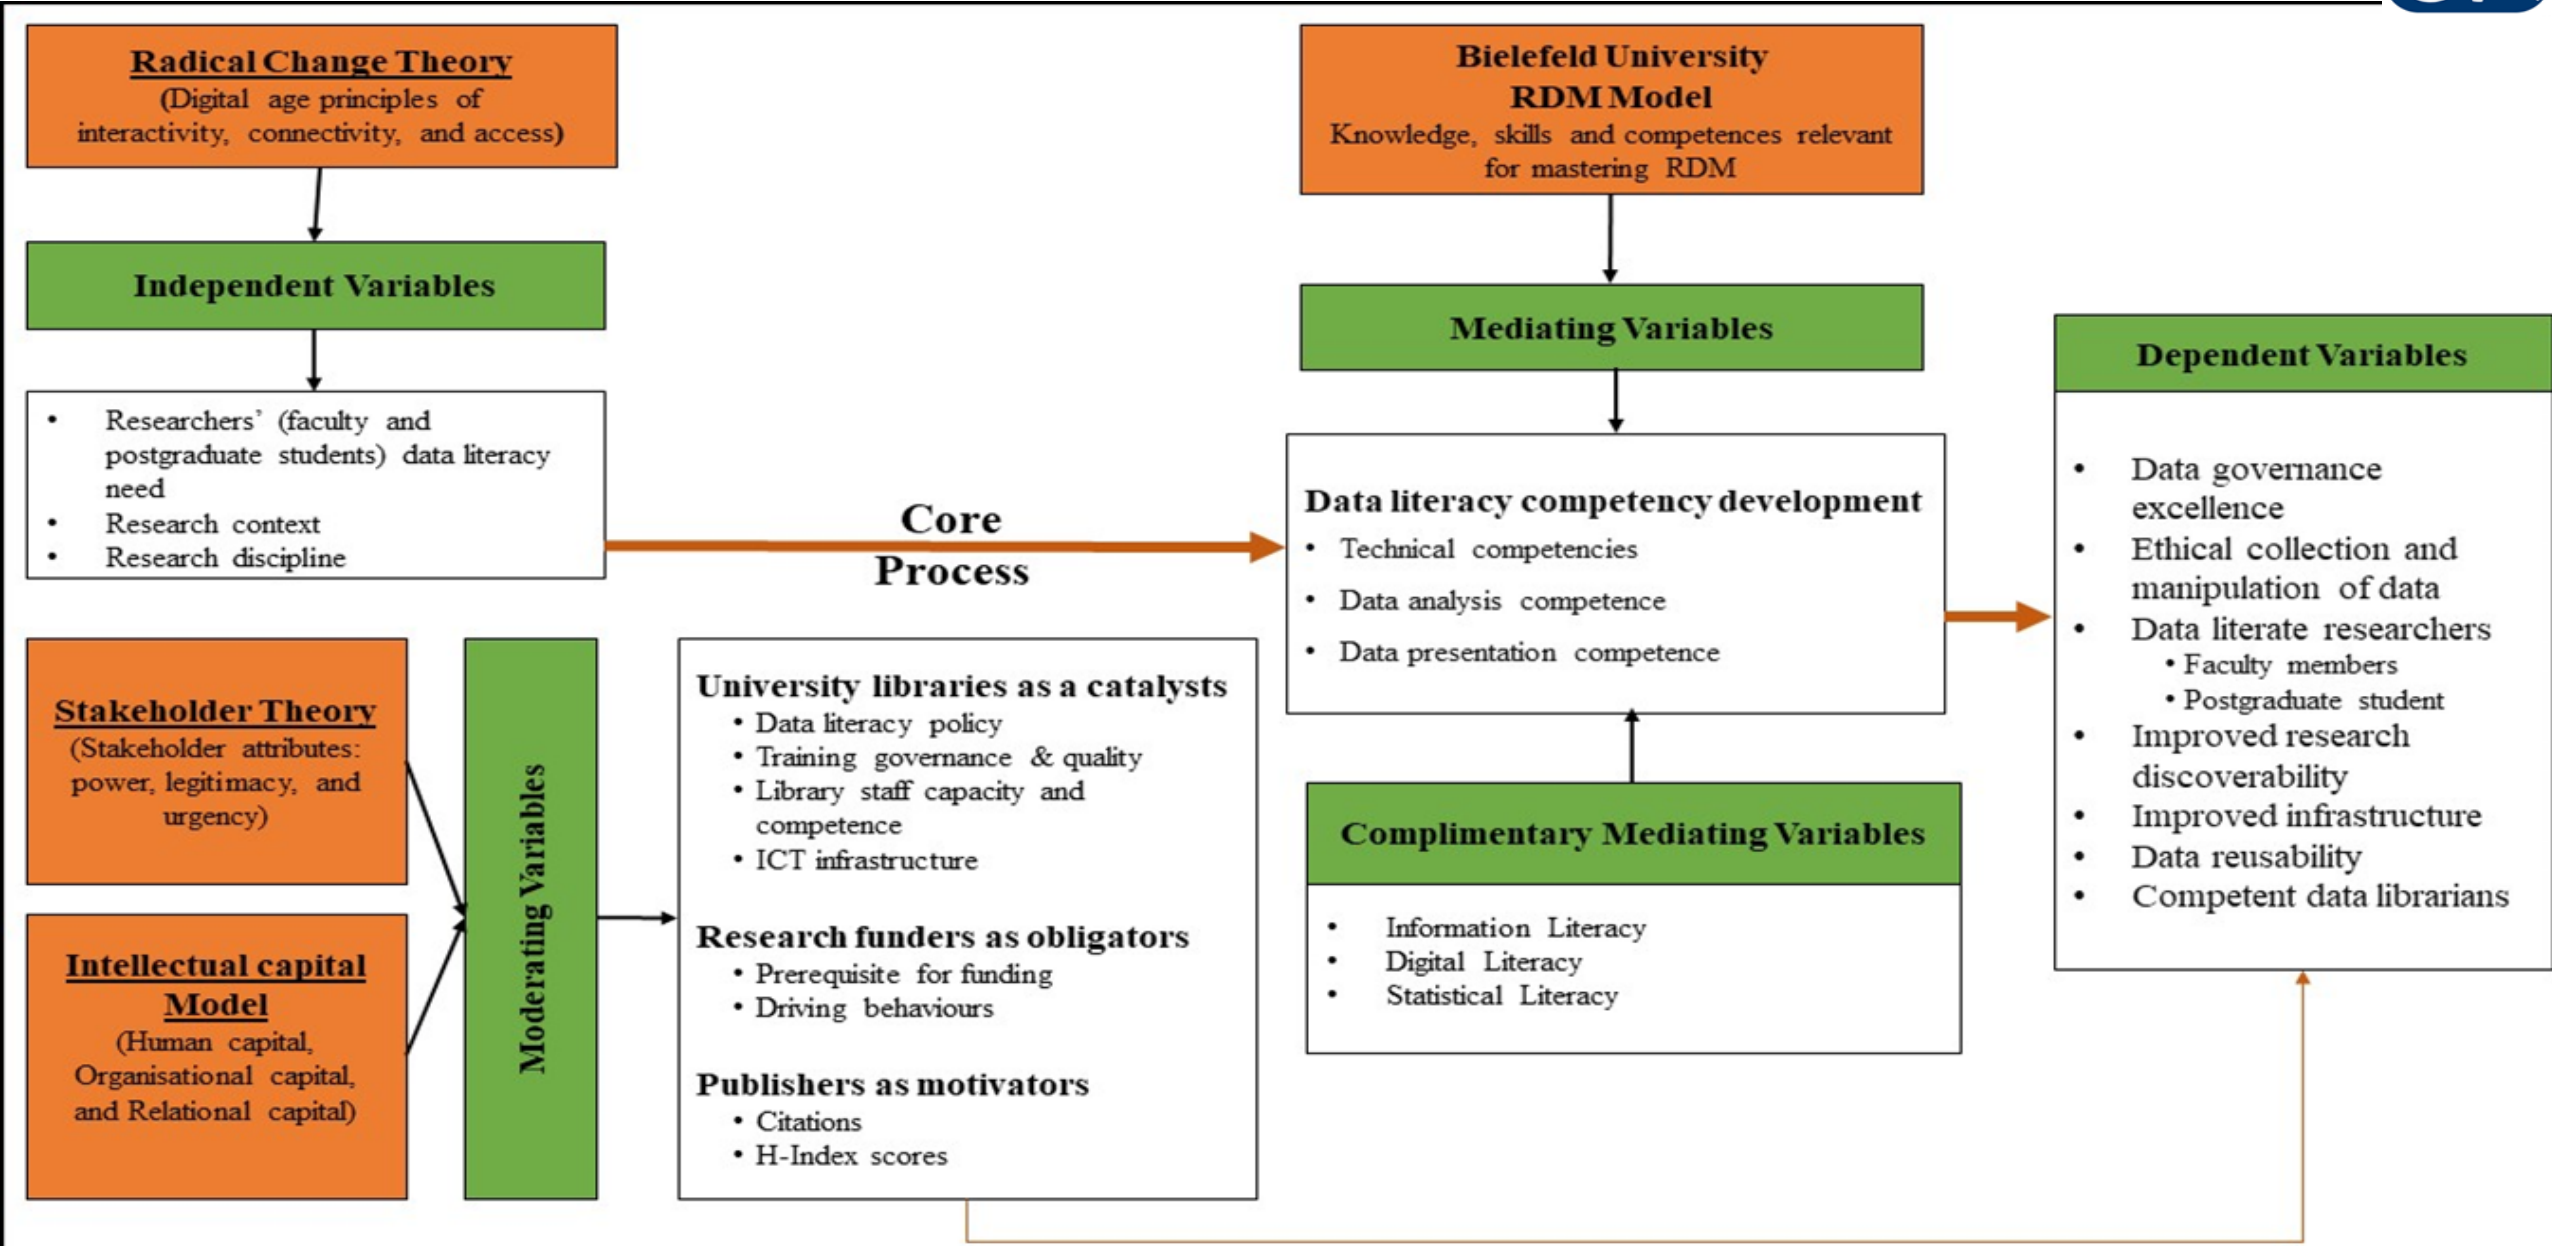 Radical Change Theory
(Digital age principles of
interactivity, connectivity, and access)
Independent Variables
• Researchers’ (faculty and
postgraduate students) data literacy
need
• Research context
• Research discipline
Core
Process
Bielefeld University
RDM Model
Knowledge, skills and competences relevant
for mastering RDM
Mediating Variables
Data literacy competency development
• Technical competencies
• Data analysis competence
• Data presentation competence
Complimentary Mediating Variables
• Information Literacy
• Digital Literacy
• Statistical Literacy
Stakeholder Theory
(Stakeholder attributes:
power, legitimacy, and
urgency)
Intellectual capital
Model
(Human capital,
Organisational capital,
and Relational capital)
Moderating Variables
University libraries as a catalysts
• Data literacy policy
• Training governance & quality
• Library staff capacity and
competence
• ICT infrastructure
Research funders as obligators
• Prerequisite for funding
• Driving behaviours
Publishers as motivators
• Citations
• H-Index scores
Dependent Variables
• Data governance
excellence
• Ethical collection and
manipulation of data
• Data literate researchers
• Faculty members
• Postgraduate student
• Improved research
discoverability
• Improved infrastructure
• Data reusability
• Competent data librarians